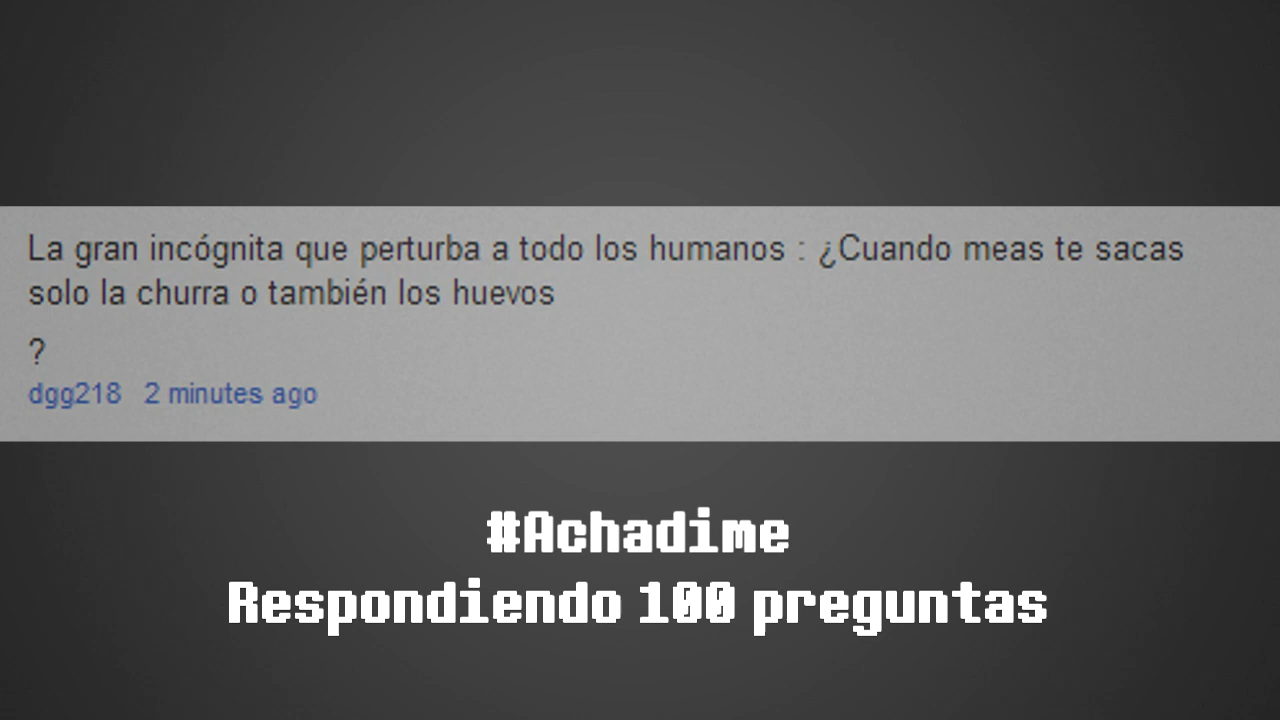 La gran incógnita que perturba a todo los humanos : ¿Cuando meas te sacas
solo la churra o también los huevos
?
dgg218 2 minutes ago
#Achadime
Respondiendo 100 preguntas